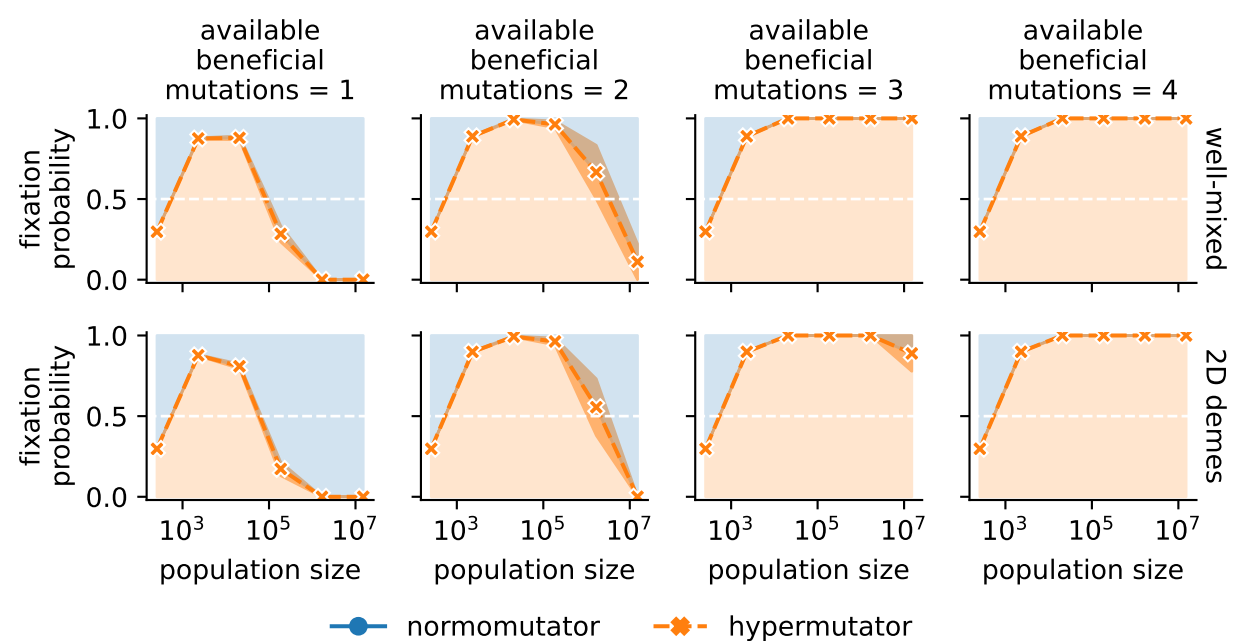 available
beneficial
mutations = 1
available
beneficial
mutations = 2
available
beneficial
mutations = 3
available
beneficial
mutations = 4
fixation
probability
1.0
0.5
0.0
well-mixed
fixation
probability
1.0
0.5
0.0
2D demes
10³ 10⁵ 10⁷
10³ 10⁵ 10⁷
10³ 10⁵ 10⁷
10³ 10⁵ 10⁷
population size
population size
population size
population size
normomutator
hypermutator